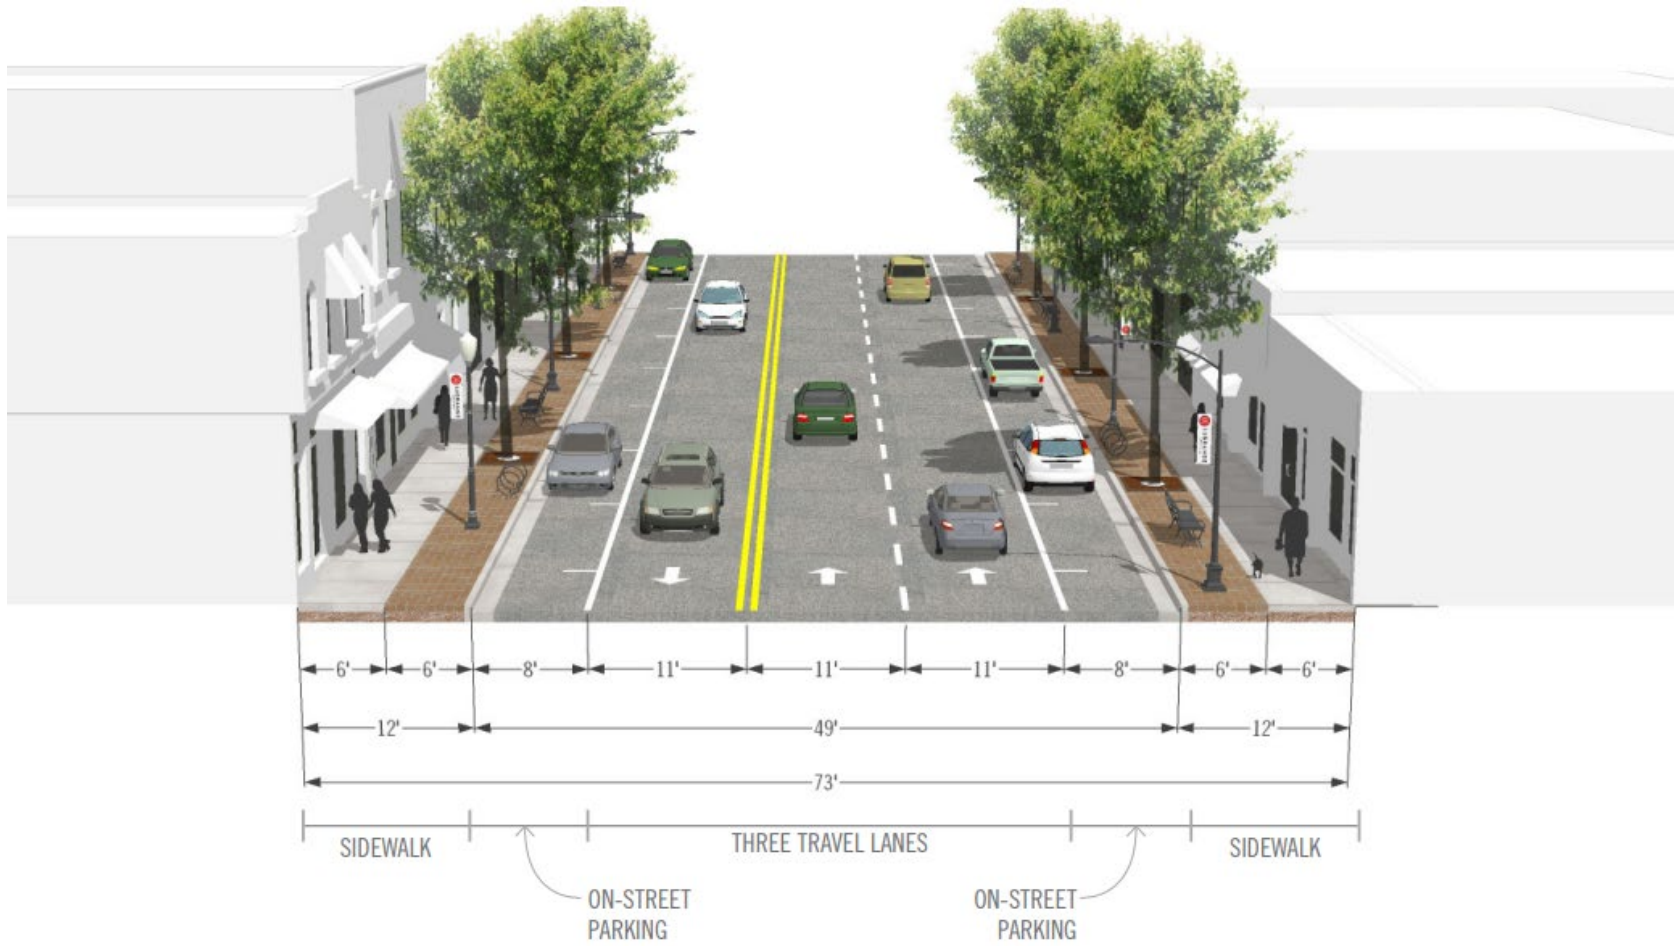 6' 6' 8' 11' 11' 11' 8' 6' 6'
12' 49' 12'
73'
SIDEWALK THREE TRAVEL LANES SIDEWALK
ON-STREET
PARKING
ON-STREET
PARKING